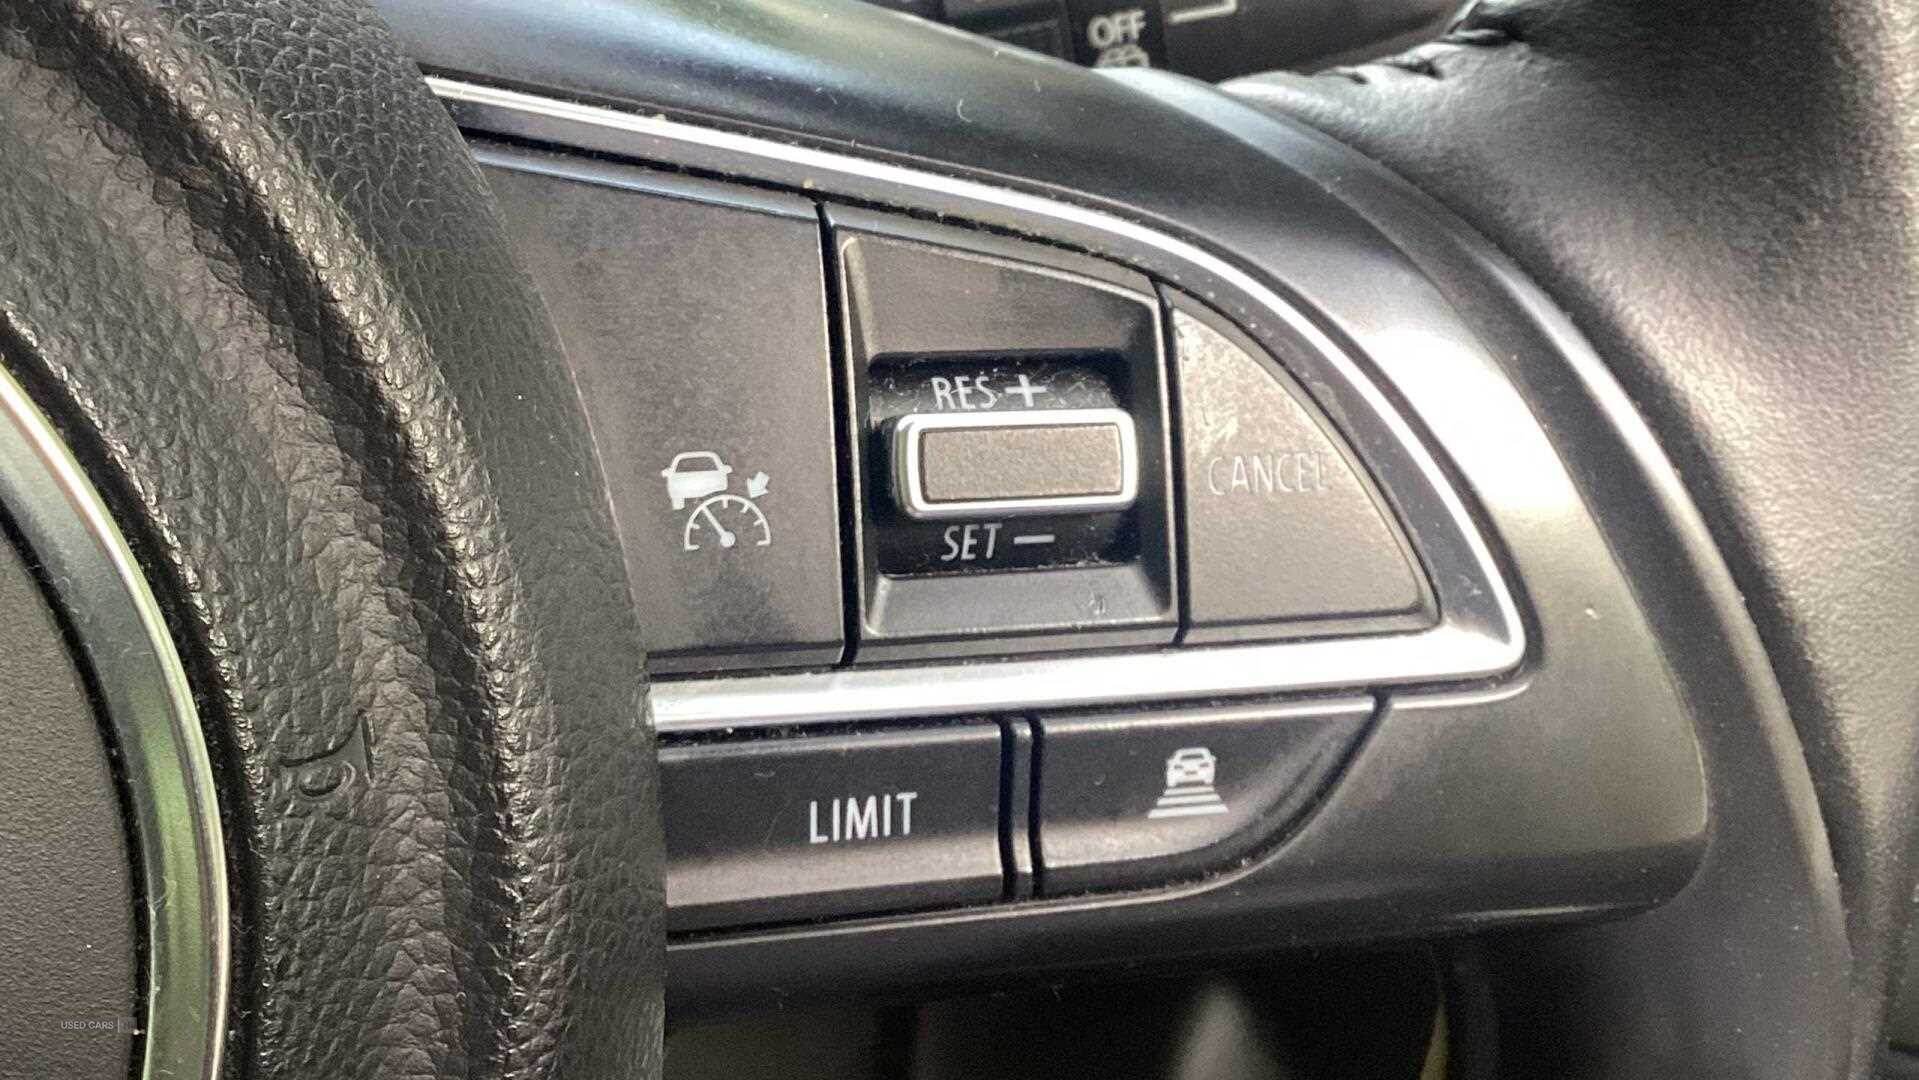 OFF
RES +
CANCEL
SET −
LIMIT
USED CARS